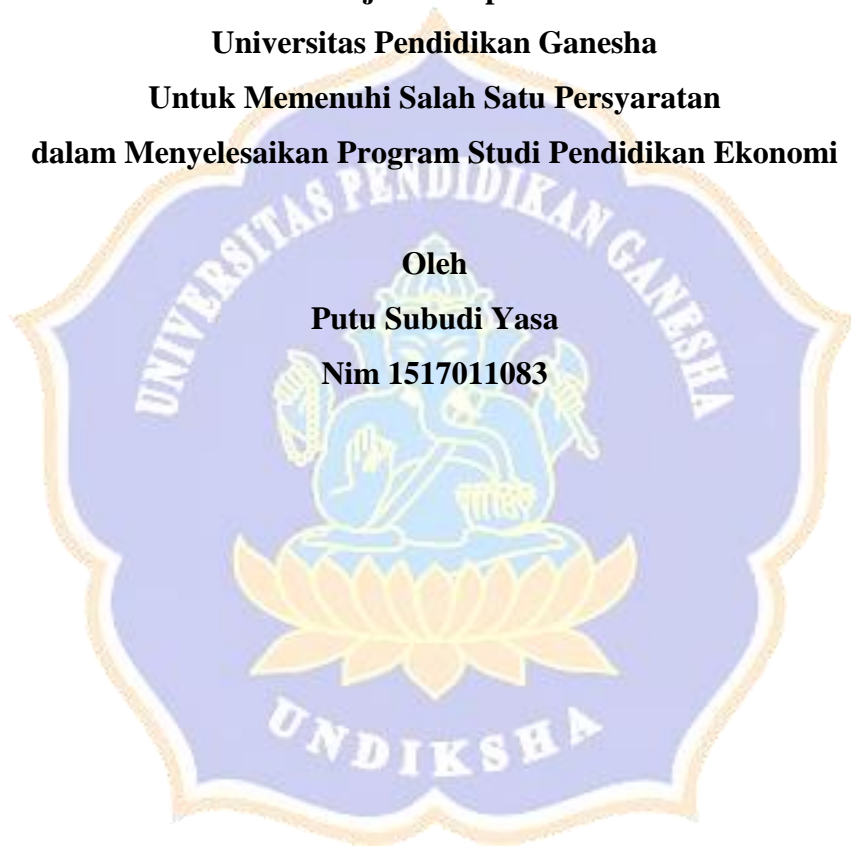 Universitas Pendidikan Ganesha
Untuk Memenuhi Salah Satu Persyaratan
dalam Menyelesaikan Program Studi Pendidikan Ekonomi
UNIVERSITAS PENDIDIKAN GANESHA
Oleh
Putu Subudi Yasa
Nim 1517011083
UNDIKSHA